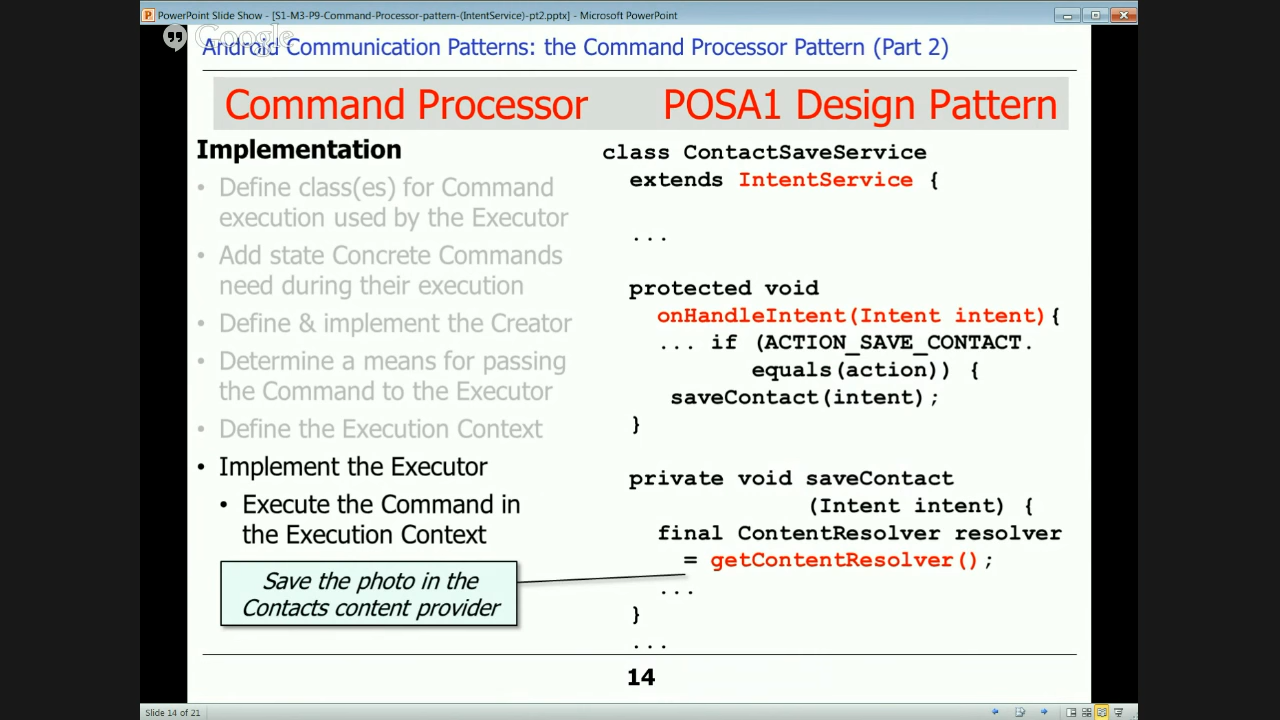 PowerPoint Slide Show - [S1-M3-P9-Command-Processor-pattern-(IntentService)-pt2.pptx] - Microsoft PowerPoint
Google
Android Communication Patterns: the Command Processor Pattern (Part 2)
Command Processor POSA1 Design Pattern
Implementation
• Define class(es) for Command
execution used by the Executor
• Add state Concrete Commands
need during their execution
• Define & implement the Creator
• Determine a means for passing
the Command to the Executor
• Define the Execution Context
• Implement the Executor
• Execute the Command in
the Execution Context
Save the photo in the
Contacts content provider
class ContactSaveService
extends IntentService {
...
protected void
onHandleIntent(Intent intent){
... if (ACTION_SAVE_CONTACT.
equals(action)) {
saveContact(intent);
}
private void saveContact
(Intent intent) {
final ContentResolver resolver
= getContentResolver();
...
}
...
14
Slide 14 of 21